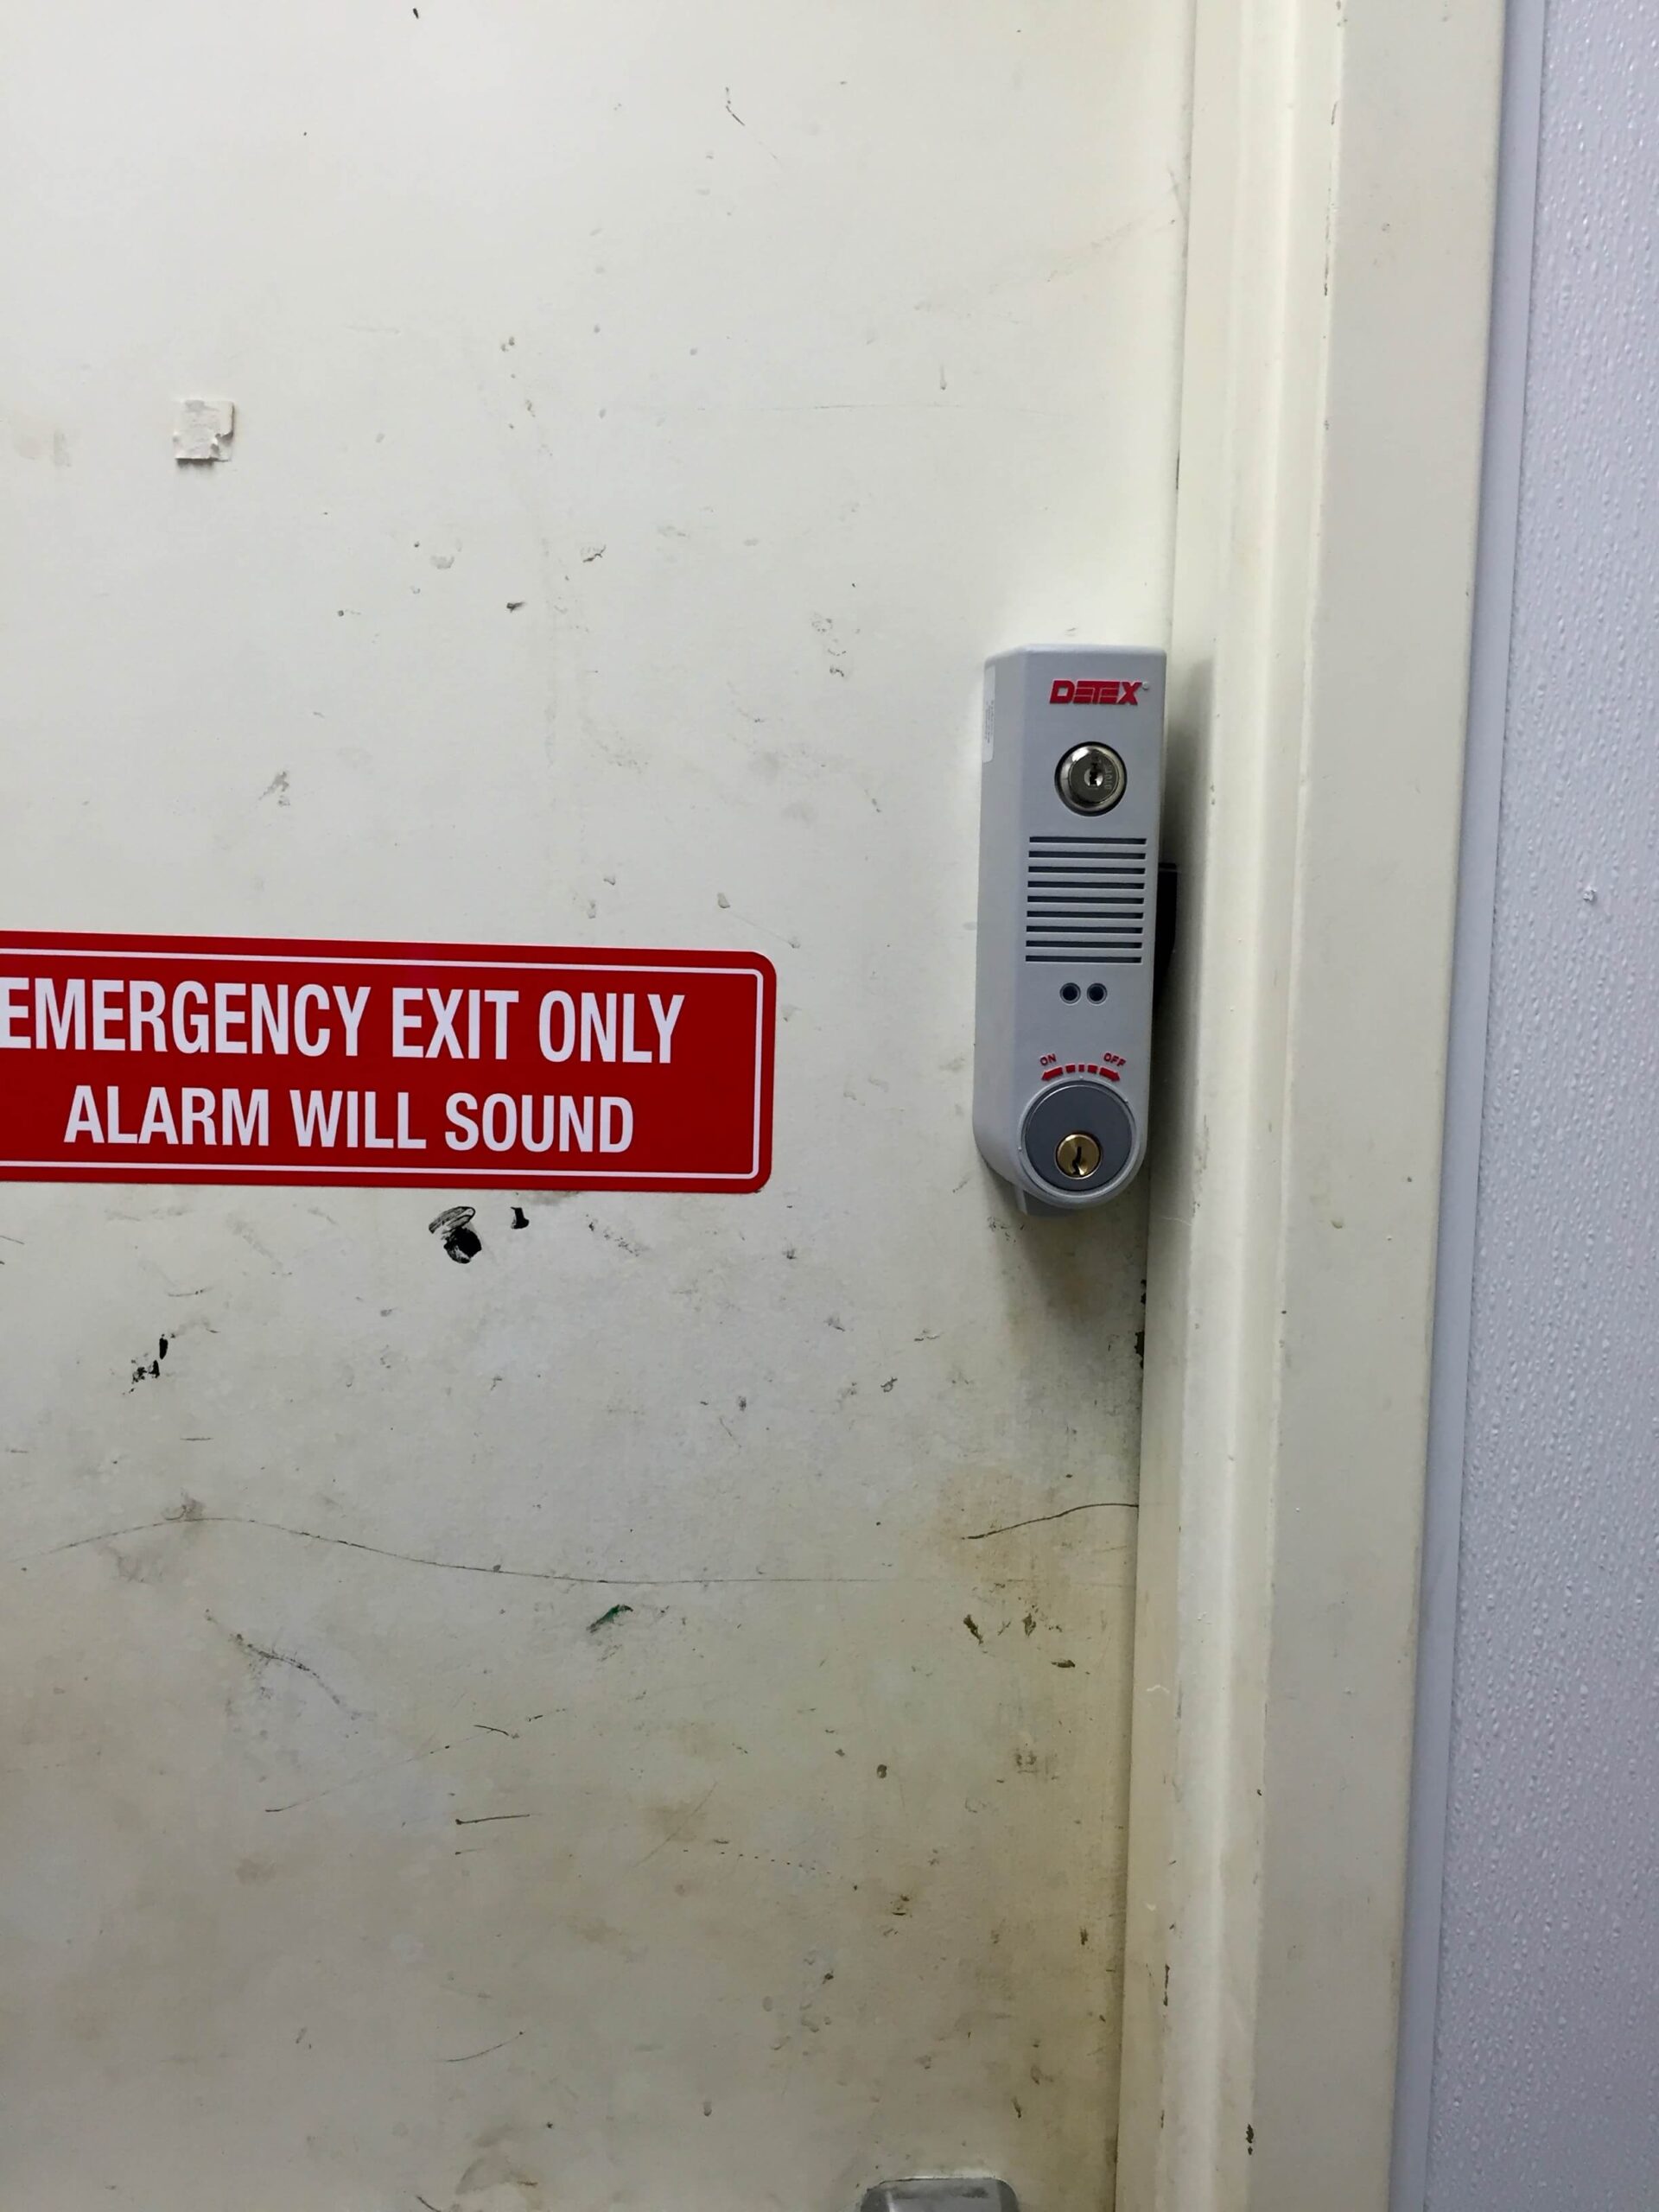 DETEX
EMERGENCY EXIT ONLY
ALARM WILL SOUND
ON OFF